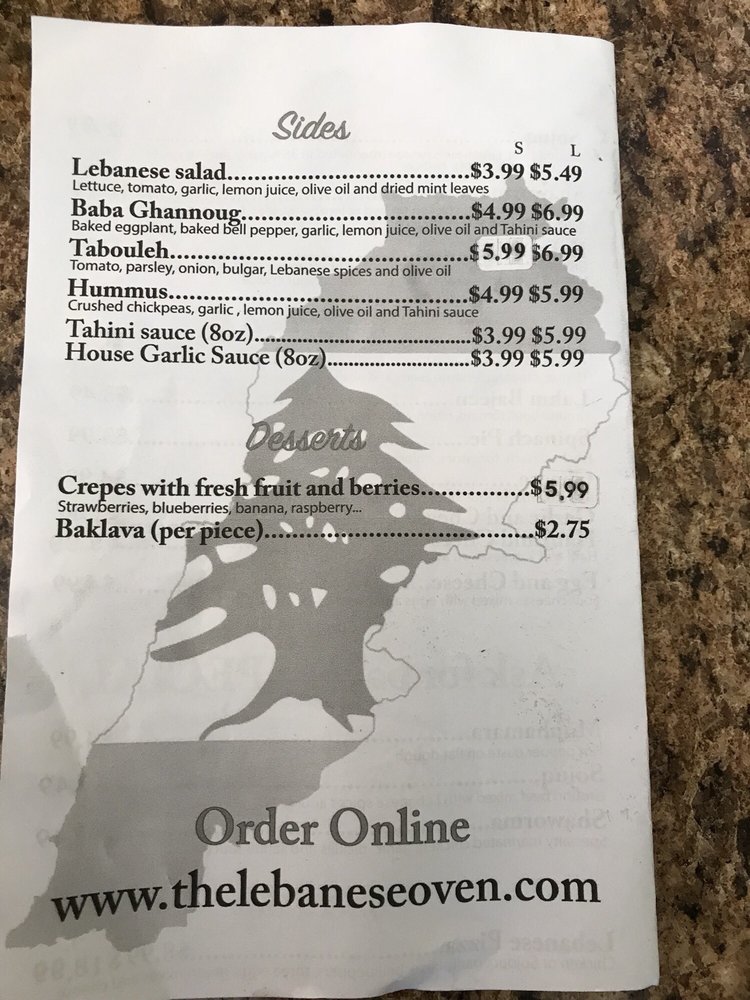 Sides
S L
Lebanese salad..................................$3.99 $5.49
Lettuce, tomato, garlic, lemon juice, olive oil and dried mint leaves
Baba Ghannoug................................$4.99 $6.99
Baked eggplant, baked bell pepper, garlic, lemon juice, olive oil and Tahini sauce
Tabouleh..........................................$5.99 $6.99
Tomato, parsley, onion, bulgar, Lebanese spices and olive oil
Hummus..........................................$4.99 $5.99
Crushed chickpeas, garlic , lemon juice, olive oil and Tahini sauce
Tahini sauce (8oz)..............................$3.99 $5.99
House Garlic Sauce (8oz)....................$3.99 $5.99
Desserts
Crepes with fresh fruit and berries...............$5.99
Strawberries, blueberries, banana, raspberry...
Baklava (per piece).....................................$2.75
Order Online
www.thelebaneseoven.com